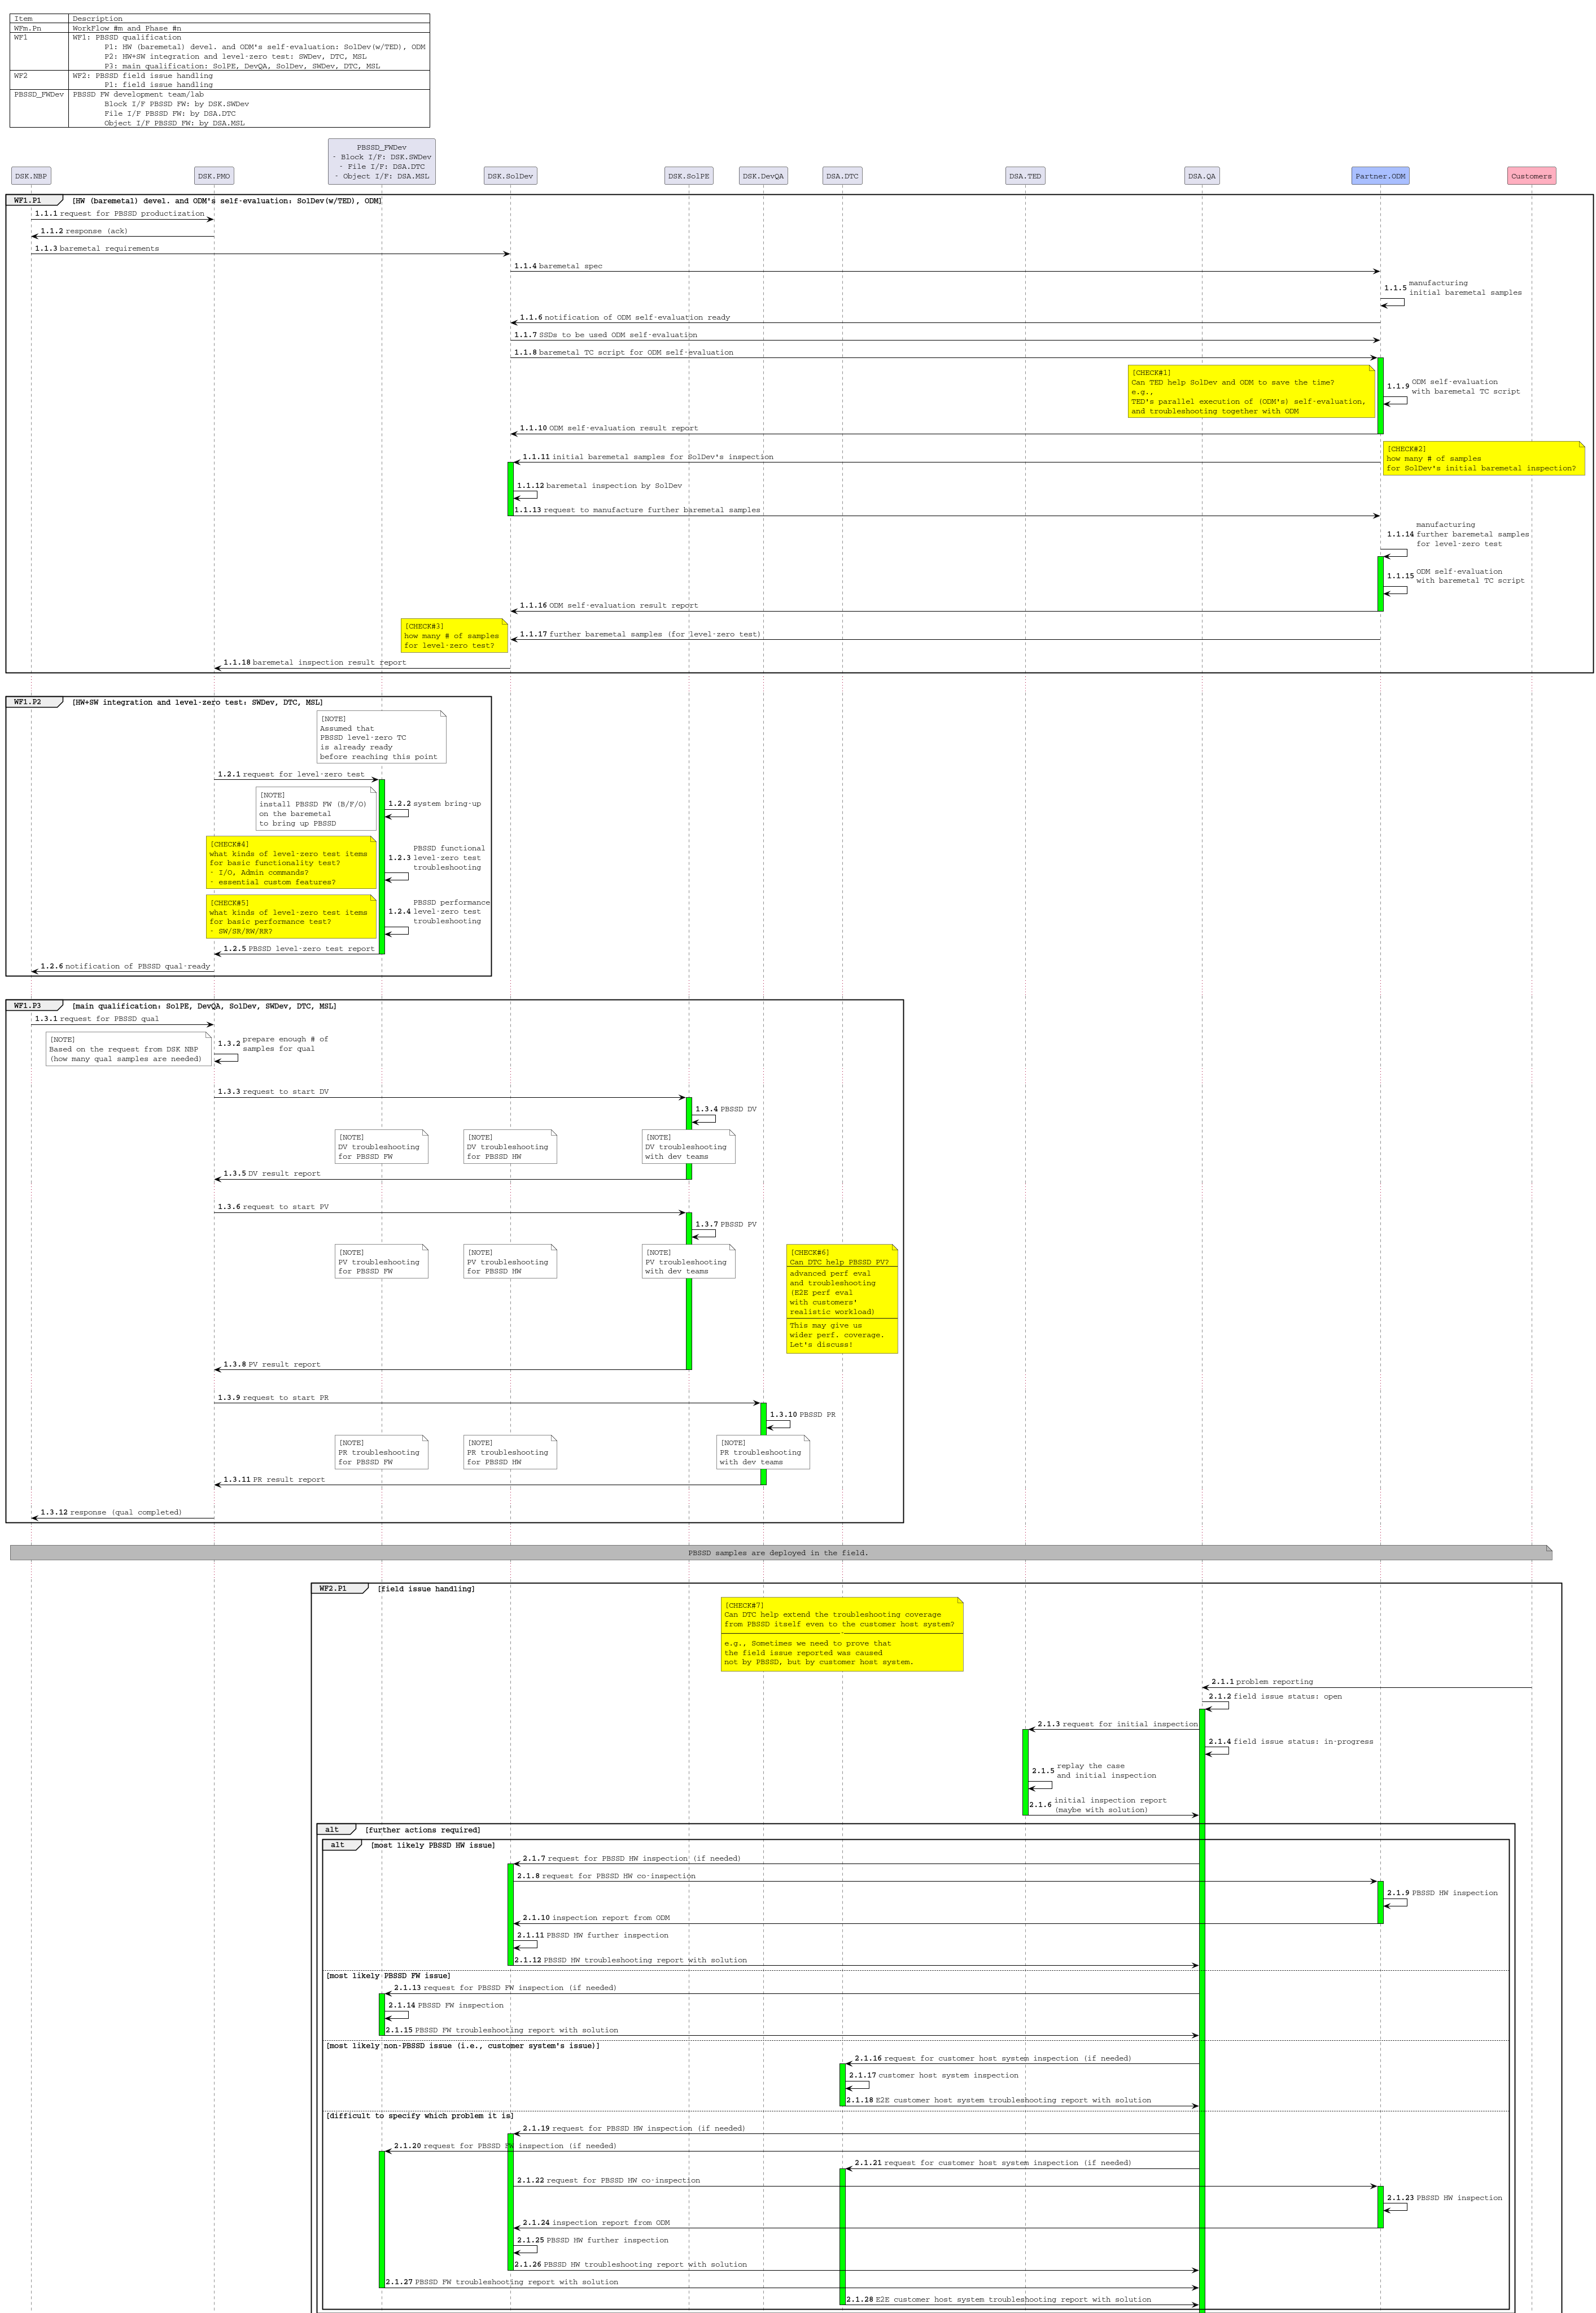 Item Description
WFm.Pn WorkFlow #m and Phase #n
WF1 WF1: PBSSD qualification
P1: HW (baremetal) devel. and ODM's self-evaluation: SolDev(w/TED), ODM
P2: HW+SW integration and level-zero test: SWDev, DTC, MSL
P3: main qualification: SolPE, DevQA, SolDev, SWDev, DTC, MSL
WF2 WF2: PBSSD field issue handling
P1: field issue handling
PBSSD_FWDev PBSSD FW development team/lab
Block I/F PBSSD FW: by DSK.SWDev
File I/F PBSSD FW: by DSA.DTC
Object I/F PBSSD FW: by DSA.MSL
PBSSD_FWDev
- Block I/F: DSK.SWDev
- File I/F: DSA.DTC
- Object I/F: DSA.MSL
DSK.NBP
DSK.PMO
DSK.SolDev
DSK.SolPE
DSK.DevQA
DSA.DTC
DSA.TED
DSA.QA
Partner.ODM
Customers
WF1.P1 [HW (baremetal) devel. and ODM's self-evaluation: SolDev(w/TED), ODM]
1.1.1 request for PBSSD productization
1.1.2 response (ack)
1.1.3 baremetal requirements
1.1.4 baremetal spec
1.1.5 manufacturing
initial baremetal samples
1.1.6 notification of ODM self-evaluation ready
1.1.7 SSDs to be used ODM self-evaluation
1.1.8 baremetal TC script for ODM self-evaluation
[CHECK#1]
Can TED help SolDev and ODM to save the time?
e.g.,
TED's parallel execution of (ODM's) self-evaluation,
and troubleshooting together with ODM
1.1.9 ODM self-evaluation
with baremetal TC script
1.1.10 ODM self-evaluation result report
1.1.11 initial baremetal samples for SolDev's inspection
[CHECK#2]
how many # of samples
for SolDev's initial baremetal inspection?
1.1.12 baremetal inspection by SolDev
1.1.13 request to manufacture further baremetal samples
1.1.14 manufacturing
further baremetal samples
for level-zero test
1.1.15 ODM self-evaluation
with baremetal TC script
1.1.16 ODM self-evaluation result report
[CHECK#3]
how many # of samples
for level-zero test?
1.1.17 further baremetal samples (for level-zero test)
1.1.18 baremetal inspection result report
WF1.P2 [HW+SW integration and level-zero test: SWDev, DTC, MSL]
[NOTE]
Assumed that
PBSSD level-zero TC
is already ready
before reaching this point
1.2.1 request for level-zero test
[NOTE]
install PBSSD FW (B/F/O)
on the baremetal
to bring up PBSSD
1.2.2 system bring-up
[CHECK#4]
what kinds of level-zero test items
for basic functionality test?
- I/O, Admin commands?
- essential custom features?
1.2.3 PBSSD functional
level-zero test
troubleshooting
[CHECK#5]
what kinds of level-zero test items
for basic performance test?
- SW/SR/RW/RR?
1.2.4 PBSSD performance
level-zero test
troubleshooting
1.2.5 PBSSD level-zero test report
1.2.6 notification of PBSSD qual-ready
WF1.P3 [main qualification: SolPE, DevQA, SolDev, SWDev, DTC, MSL]
1.3.1 request for PBSSD qual
[NOTE]
Based on the request from DSK NBP
(how many qual samples are needed)
1.3.2 prepare enough # of
samples for qual
1.3.3 request to start DV
1.3.4 PBSSD DV
[NOTE]
DV troubleshooting
for PBSSD FW
[NOTE]
DV troubleshooting
for PBSSD HW
[NOTE]
DV troubleshooting
with dev teams
1.3.5 DV result report
1.3.6 request to start PV
1.3.7 PBSSD PV
[NOTE]
PV troubleshooting
for PBSSD FW
[NOTE]
PV troubleshooting
for PBSSD HW
[NOTE]
PV troubleshooting
with dev teams
[CHECK#6]
Can DTC help PBSSD PV?
advanced perf eval
and troubleshooting
(E2E perf eval
with customers'
realistic workload)
This may give us
wider perf. coverage.
Let's discuss!
1.3.8 PV result report
1.3.9 request to start PR
1.3.10 PBSSD PR
[NOTE]
PR troubleshooting
for PBSSD FW
[NOTE]
PR troubleshooting
for PBSSD HW
[NOTE]
PR troubleshooting
with dev teams
1.3.11 PR result report
1.3.12 response (qual completed)
PBSSD samples are deployed in the field.
WF2.P1 [field issue handling]
[CHECK#7]
Can DTC help extend the troubleshooting coverage
from PBSSD itself even to the customer host system?
e.g., Sometimes we need to prove that
the field issue reported was caused
not by PBSSD, but by customer host system.
2.1.1 problem reporting
2.1.2 field issue status: open
2.1.3 request for initial inspection
2.1.4 field issue status: in-progress
2.1.5 replay the case
and initial inspection
2.1.6 initial inspection report
(maybe with solution)
alt [further actions required]
alt [most likely PBSSD HW issue]
2.1.7 request for PBSSD HW inspection (if needed)
2.1.8 request for PBSSD HW co-inspection
2.1.9 PBSSD HW inspection
2.1.10 inspection report from ODM
2.1.11 PBSSD HW further inspection
2.1.12 PBSSD HW troubleshooting report with solution
[most likely PBSSD FW issue]
2.1.13 request for PBSSD FW inspection (if needed)
2.1.14 PBSSD FW inspection
2.1.15 PBSSD FW troubleshooting report with solution
[most likely non-PBSSD issue (i.e., customer system's issue)]
2.1.16 request for customer host system inspection (if needed)
2.1.17 customer host system inspection
2.1.18 E2E customer host system troubleshooting report with solution
[difficult to specify which problem it is]
2.1.19 request for PBSSD HW inspection (if needed)
2.1.20 request for PBSSD FW inspection (if needed)
2.1.21 request for customer host system inspection (if needed)
2.1.22 request for PBSSD HW co-inspection
2.1.23 PBSSD HW inspection
2.1.24 inspection report from ODM
2.1.25 PBSSD HW further inspection
2.1.26 PBSSD HW troubleshooting report with solution
2.1.27 PBSSD FW troubleshooting report with solution
2.1.28 E2E customer host system troubleshooting report with solution